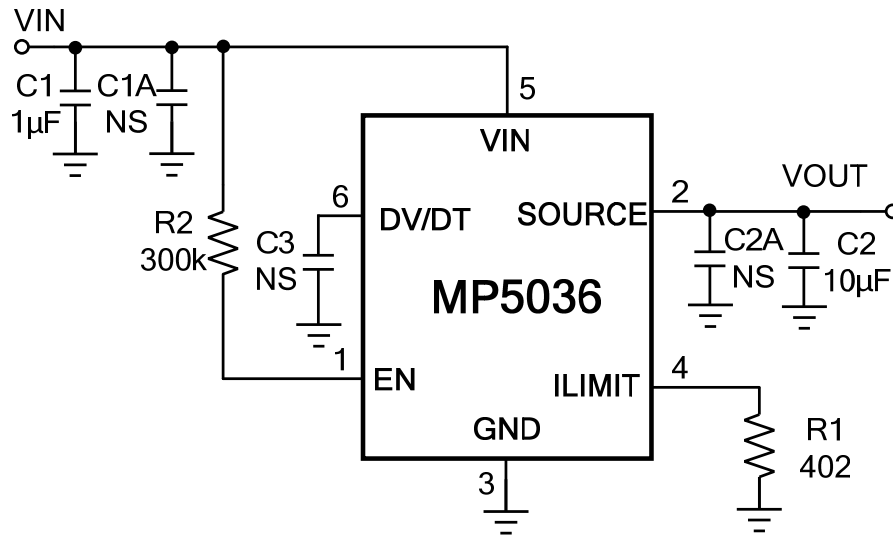 VIN
C1
1µF
C1A
NS
5
VIN
6
DV/DT
SOURCE
2
VOUT
R2
300k
C3
NS
C2A
NS
C2
10µF
MP5036
1
EN
ILIMIT
4
GND
3
R1
402